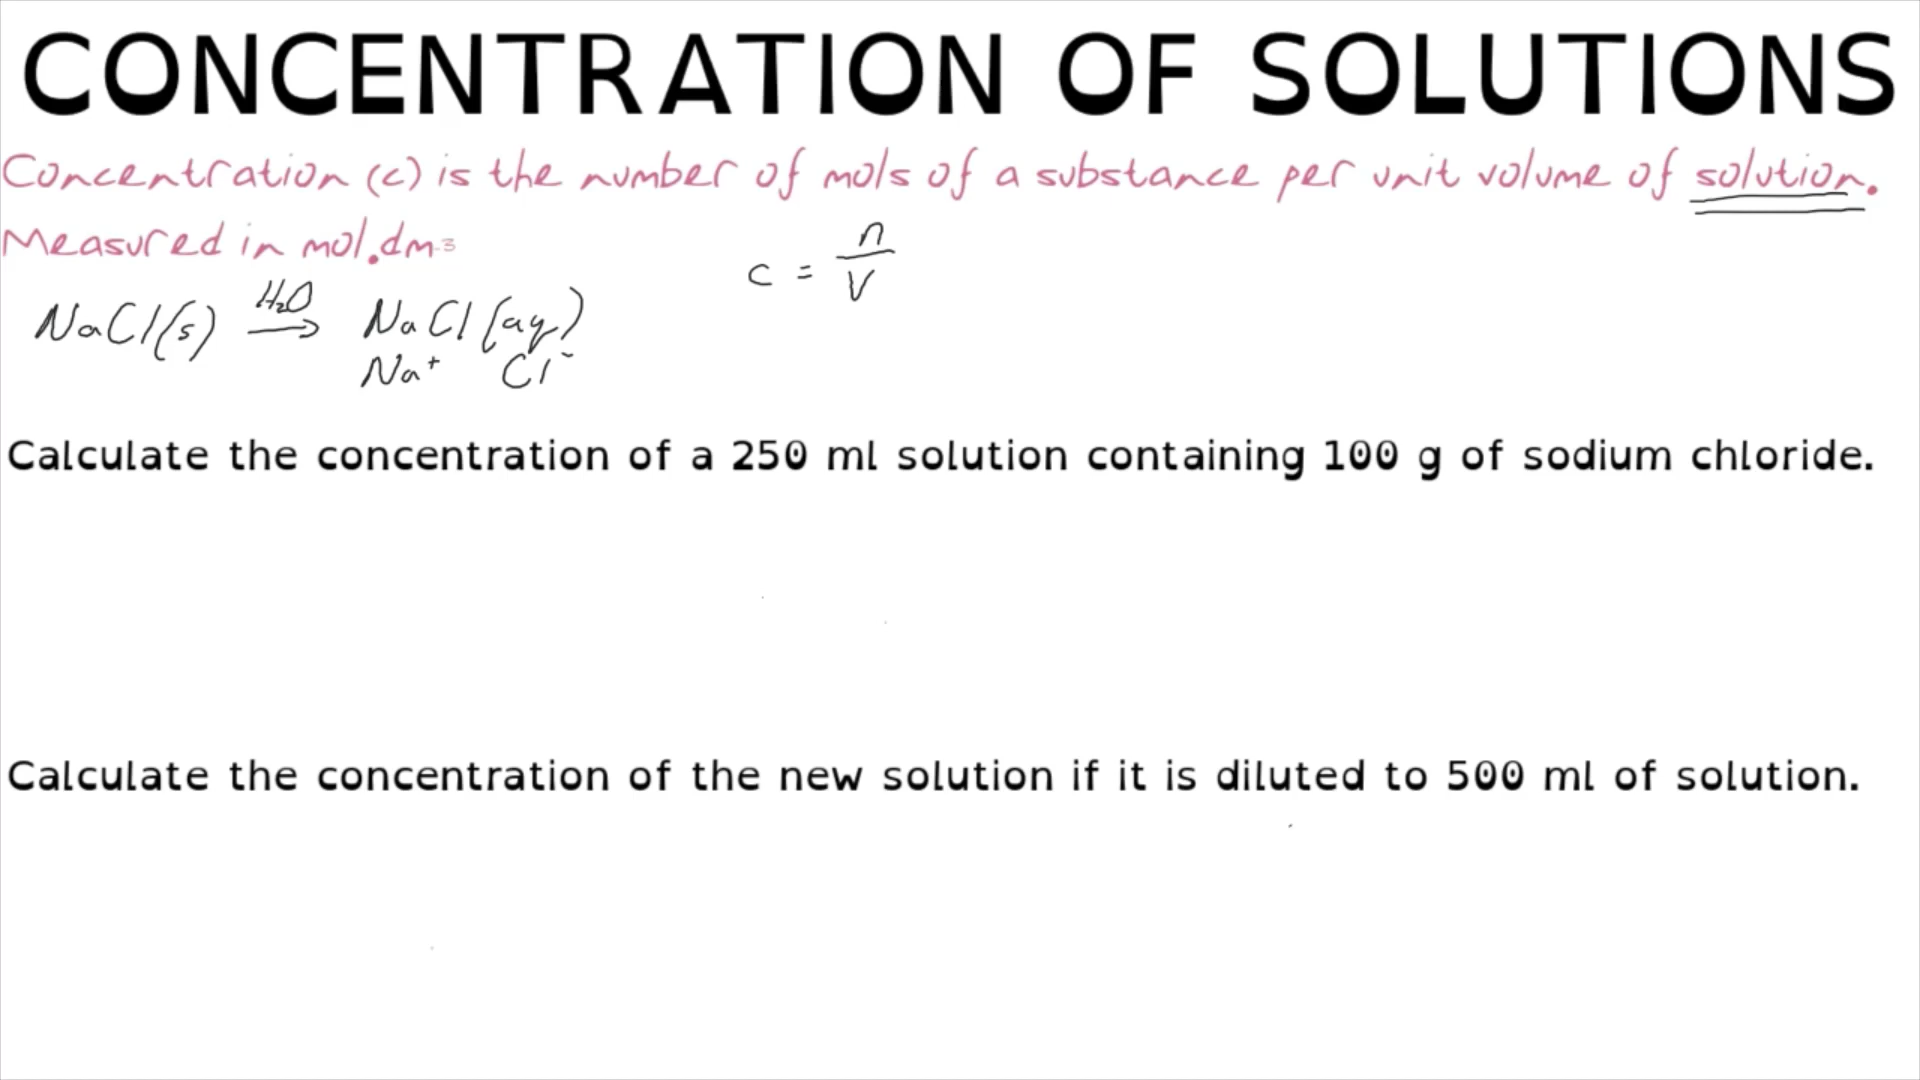 CONCENTRATION OF SOLUTIONS
Concentration (c) is the number of mols of a substance per unit volume of solution.
Measured in mol.dm-3
c = n/V
NaCl(s) H₂O → NaCl(aq)
Na⁺ Cl⁻
Calculate the concentration of a 250 ml solution containing 100 g of sodium chloride.
Calculate the concentration of the new solution if it is diluted to 500 ml of solution.